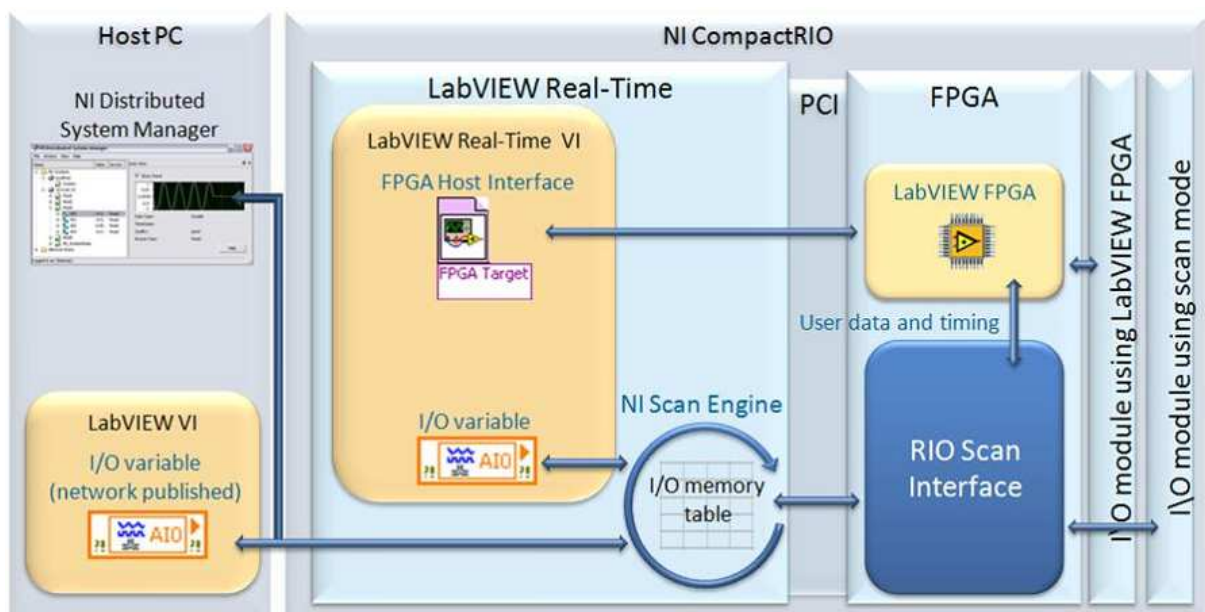 Host PC
NI Distributed
System Manager
LabVIEW VI
I/O variable
(network published)
AI0
NI CompactRIO
LabVIEW Real-Time
LabVIEW Real-Time VI
FPGA Host Interface
FPGA Target
I/O variable
AI0
NI Scan Engine
I/O memory
table
PCI
FPGA
LabVIEW FPGA
User data and timing
RIO Scan
Interface
I\O module using LabVIEW FPGA
I\O module using scan mode